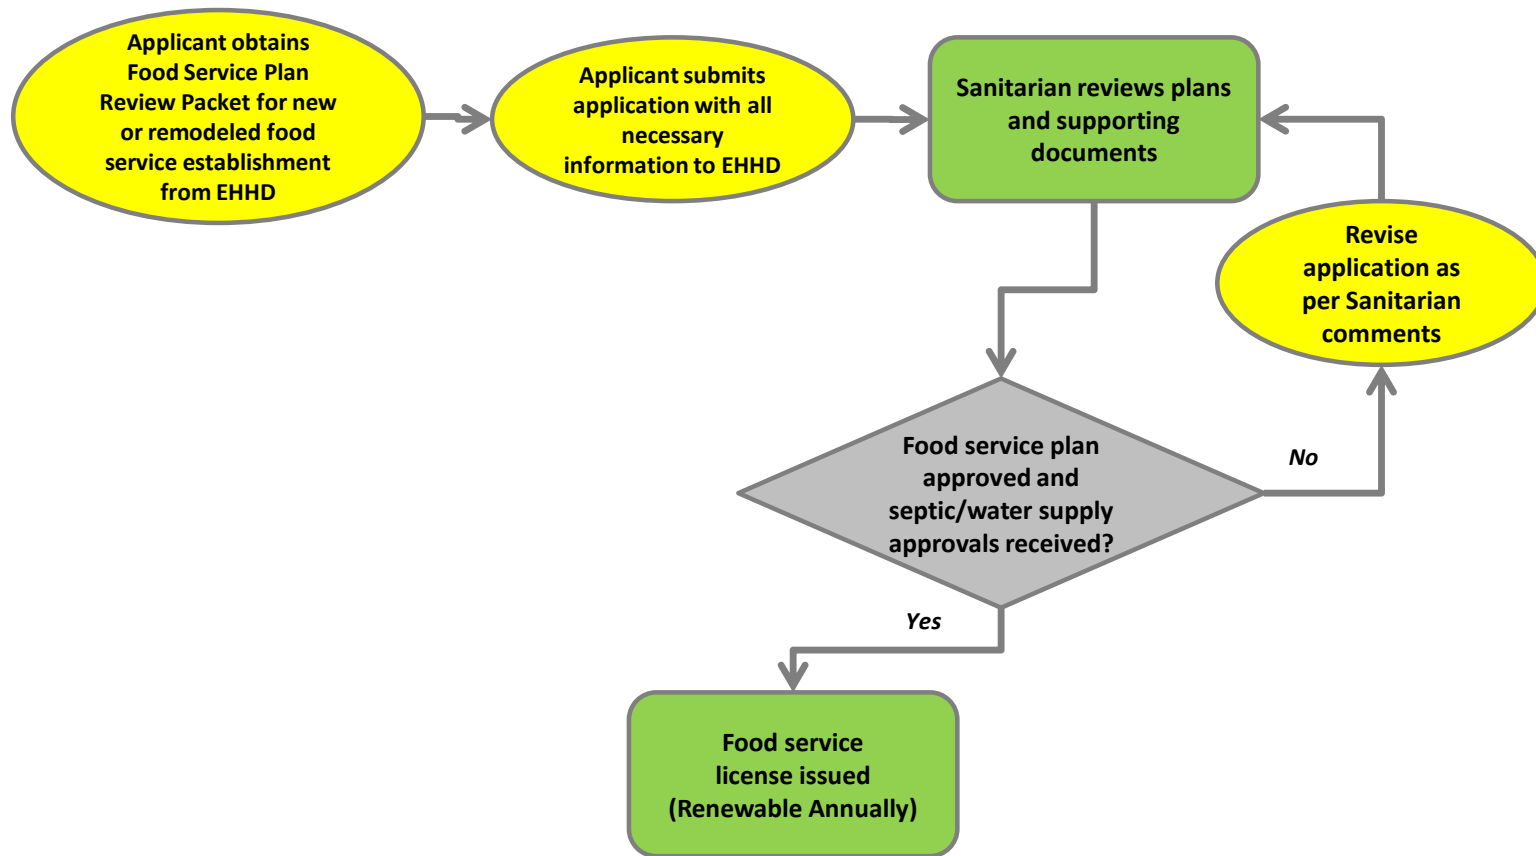 Applicant obtains
Food Service Plan
Review Packet for new
or remodeled food
service establishment
from EHHD
Applicant submits
application with all
necessary
information to EHHD
Sanitarian reviews plans
and supporting
documents
Revise
application as
per Sanitarian
comments
Food service plan
approved and
septic/water supply
approvals received?
No
Yes
Food service
license issued
(Renewable Annually)